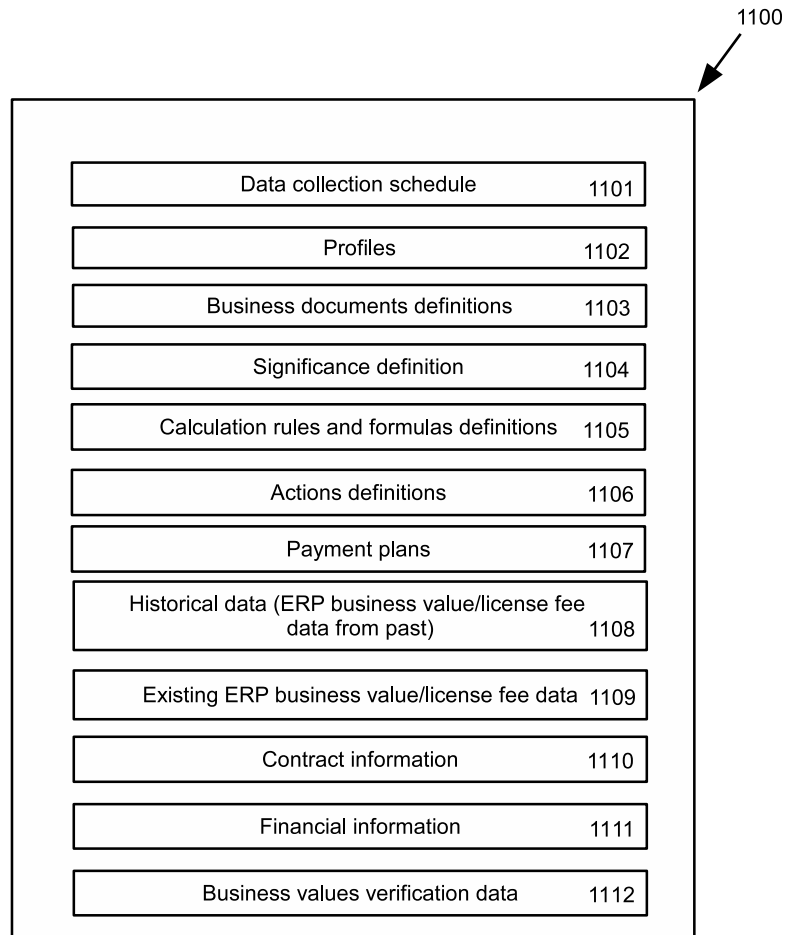 1100
Data collection schedule 1101
Profiles 1102
Business documents definitions 1103
Significance definition 1104
Calculation rules and formulas definitions 1105
Actions definitions 1106
Payment plans 1107
Historical data (ERP business value/license fee
data from past) 1108
Existing ERP business value/license fee data 1109
Contract information 1110
Financial information 1111
Business values verification data 1112